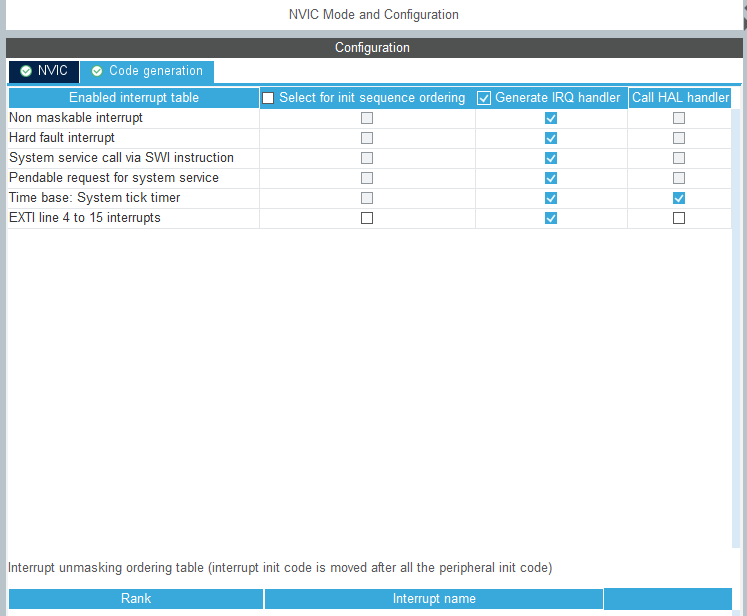 NVIC Mode and Configuration
Configuration
NVIC Code generation
Enabled interrupt table Select for init sequence ordering Generate IRQ handler Call HAL handler
Non maskable interrupt
Hard fault interrupt
System service call via SWI instruction
Pendable request for system service
Time base: System tick timer
EXTI line 4 to 15 interrupts
Interrupt unmasking ordering table (interrupt init code is moved after all the peripheral init code)
Rank Interrupt name